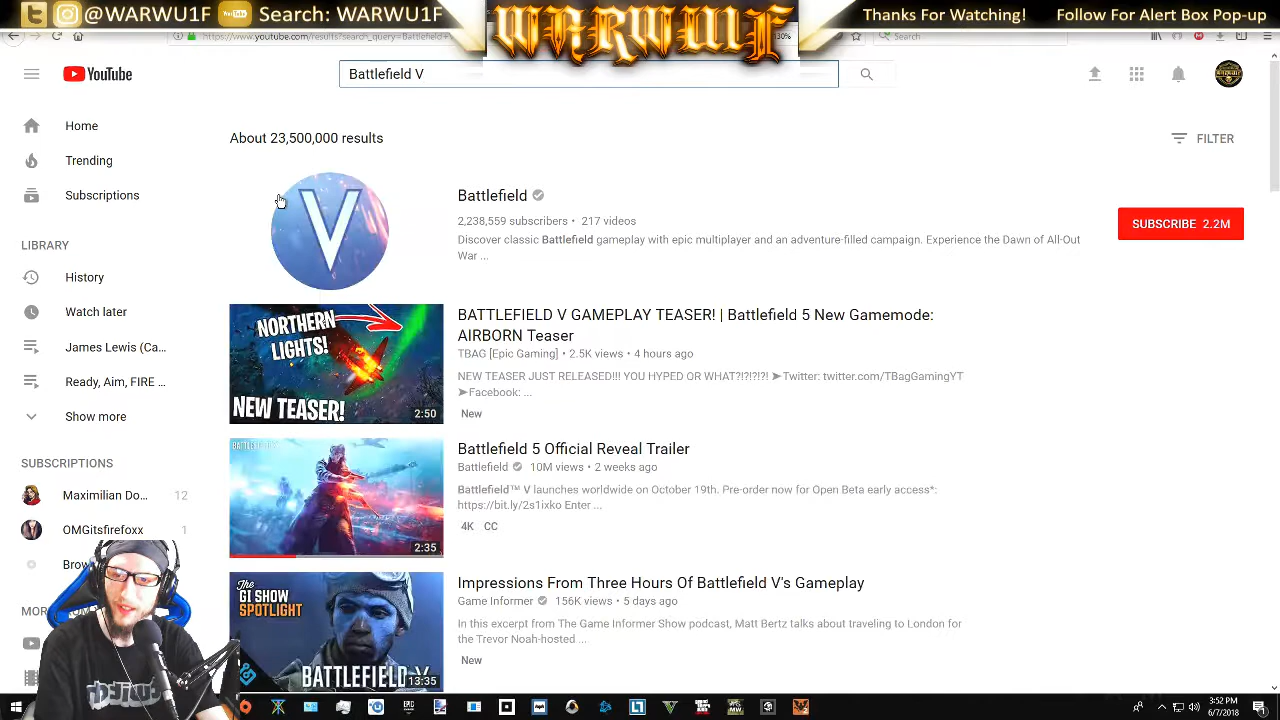 @WARWU1F
Search: WARWU1F
WARWU1F
Thanks For Watching!
Follow For Alert Box Pop-up
https://www.youtube.com/results?search_query=Battlefield+
Search
YouTube
Battlefield V
Home
Trending
Subscriptions
LIBRARY
History
Watch later
James Lewis (Ca...
Ready, Aim, FIRE ...
Show more
SUBSCRIPTIONS
Maximilian Do... 12
OMGitsfirefoxx 1
About 23,500,000 results
FILTER
V
Battlefield
2,238,559 subscribers • 217 videos
Discover classic Battlefield gameplay with epic multiplayer and an adventure-filled campaign. Experience the Dawn of All-Out
War ...
SUBSCRIBE 2.2M
NORTHERN
LIGHTS!
NEW TEASER!
2:50
BATTLEFIELD V GAMEPLAY TEASER! | Battlefield 5 New Gamemode:
AIRBORN Teaser
TBAG [Epic Gaming] • 2.5K views • 4 hours ago
NEW TEASER JUST RELEASED!!! YOU HYPED OR WHAT?!?!?!?! ➤Twitter: twitter.com/TBagGamingYT
➤Facebook: ...
New
2:35
Battlefield 5 Official Reveal Trailer
Battlefield 10M views • 2 weeks ago
Battlefield™ V launches worldwide on October 19th. Pre-order now for Open Beta early access*:
https://bit.ly/2s1ixko Enter ...
4K CC
The
GI SHOW
SPOTLIGHT
BATTLEFIELD V
13:35
Impressions From Three Hours Of Battlefield V's Gameplay
Game Informer 156K views • 5 days ago
In this excerpt from The Game Informer Show podcast, Matt Bertz talks about traveling to London for
the Trevor Noah-hosted ...
New
3:52 PM
6/7/2018